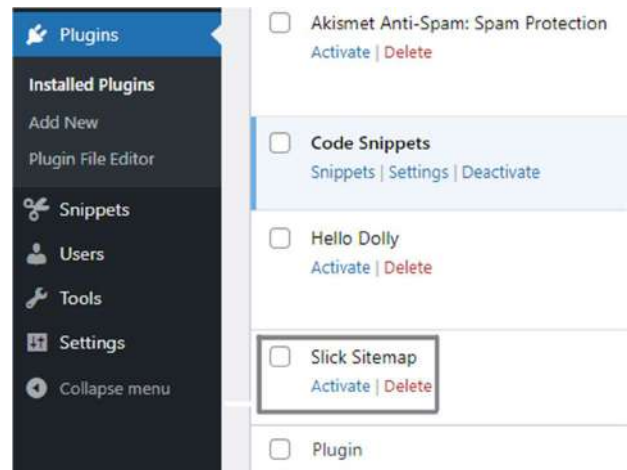 Plugins
Installed Plugins
Add New
Plugin File Editor
Snippets
Users
Tools
Settings
Collapse menu
Akismet Anti-Spam: Spam Protection
Activate | Delete
Code Snippets
Snippets | Settings | Deactivate
Hello Dolly
Activate | Delete
Slick Sitemap
Activate | Delete
Plugin